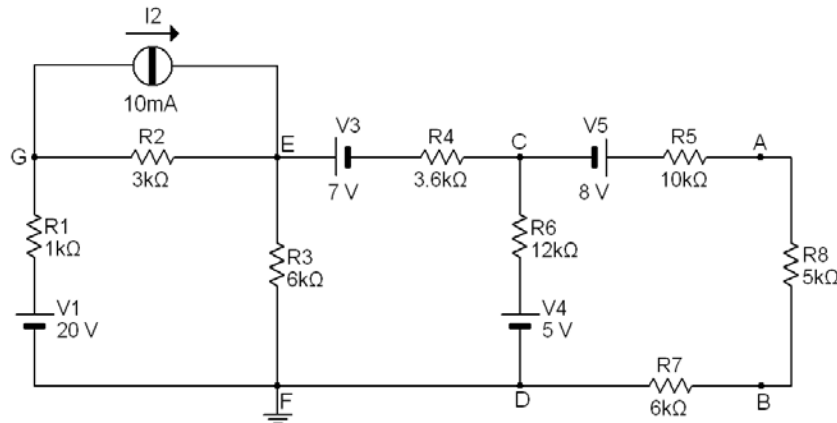 I2
10mA
V3
R4
C
V5
R5
A
G
R2
E
3kΩ
7 V
3.6kΩ
8 V
10kΩ
R1
1kΩ
R3
6kΩ
R6
12kΩ
R8
5kΩ
V1
20 V
V4
5 V
R7
6kΩ
F
D
B